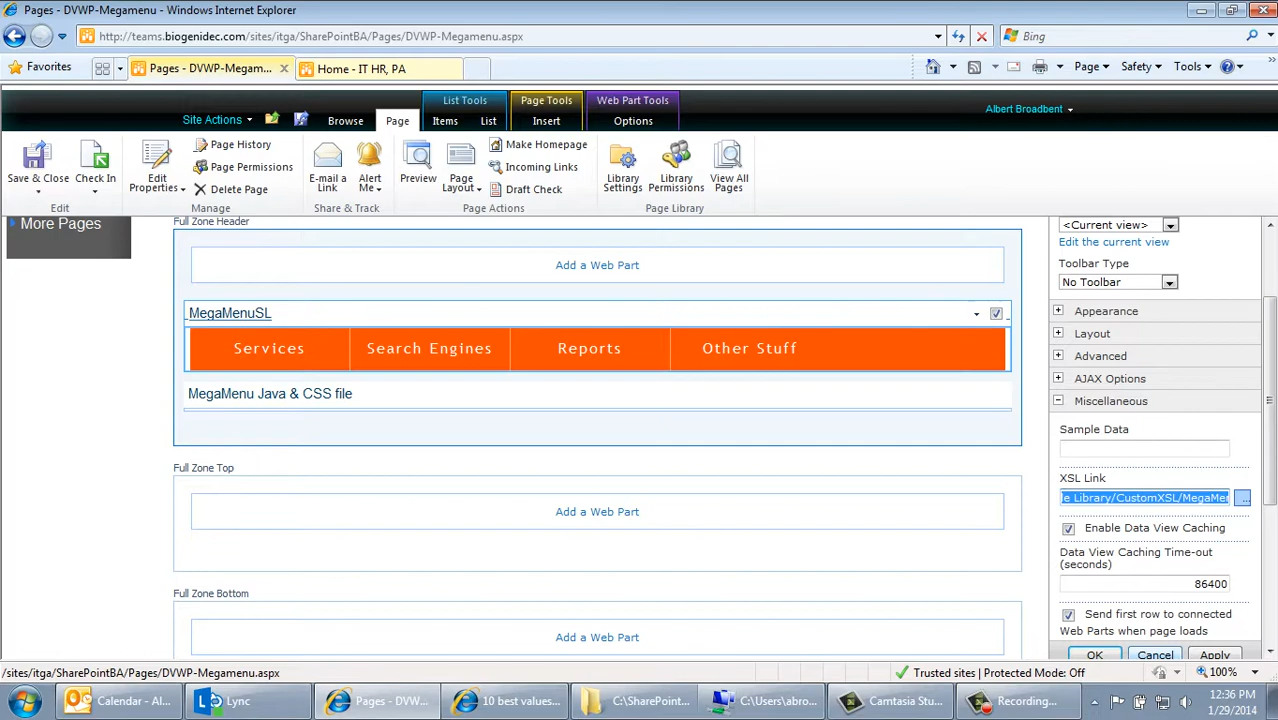 Pages - DVWP-Megamenu - Windows Internet Explorer
http://teams.biogenidec.com/sites/itga/SharePointBA/Pages/DVWP-Megamenu.aspx
Bing
Favorites
Pages - DVWP-Megam...
Home - IT HR, PA
Page
Safety
Tools
List Tools
Page Tools
Web Part Tools
Albert Broadbent
Site Actions
Browse
Page
Items
List
Insert
Options
Save & Close
Check In
Edit Properties
Page History
Page Permissions
Delete Page
E-mail a Link
Alert Me
Preview
Page Layout
Make Homepage
Incoming Links
Draft Check
Library Settings
Library Permissions
View All Pages
Edit
Manage
Share & Track
Page Actions
Page Library
More Pages
Full Zone Header
Add a Web Part
MegaMenuSL
Services
Search Engines
Reports
Other Stuff
MegaMenu Java & CSS file
Full Zone Top
Add a Web Part
Full Zone Bottom
Add a Web Part
<Current view>
Edit the current view
Toolbar Type
No Toolbar
Appearance
Layout
Advanced
AJAX Options
Miscellaneous
Sample Data
XSL Link
e Library/CustomXSL/MegaMe
...
Enable Data View Caching
Data View Caching Time-out
(seconds)
86400
Send first row to connected
Web Parts when page loads
OK
Cancel
Apply
/sites/itga/SharePointBA/Pages/DVWP-Megamenu.aspx
Trusted sites | Protected Mode: Off
100%
Calendar - Al...
Lync
Pages - DVW...
10 best values...
C:\SharePoint...
C:\Users\abro...
Camtasia Stu...
Recording...
12:36 PM
1/29/2014